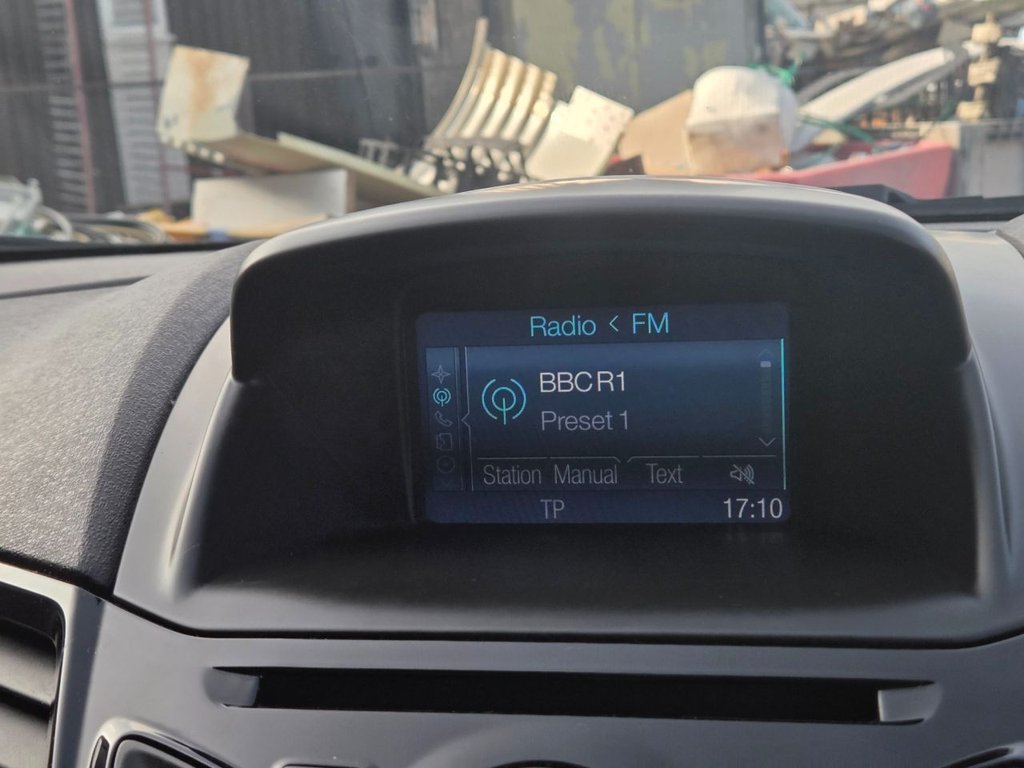 Radio < FM
BBC R1
Preset 1
Station Manual Text
TP 17:10